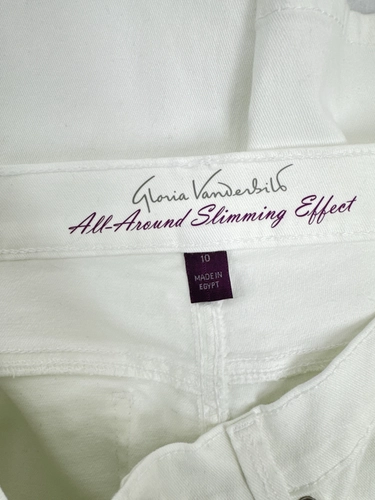 Gloria Vanderbilt
All-Around Slimming Effect
10
MADE IN
EGYPT